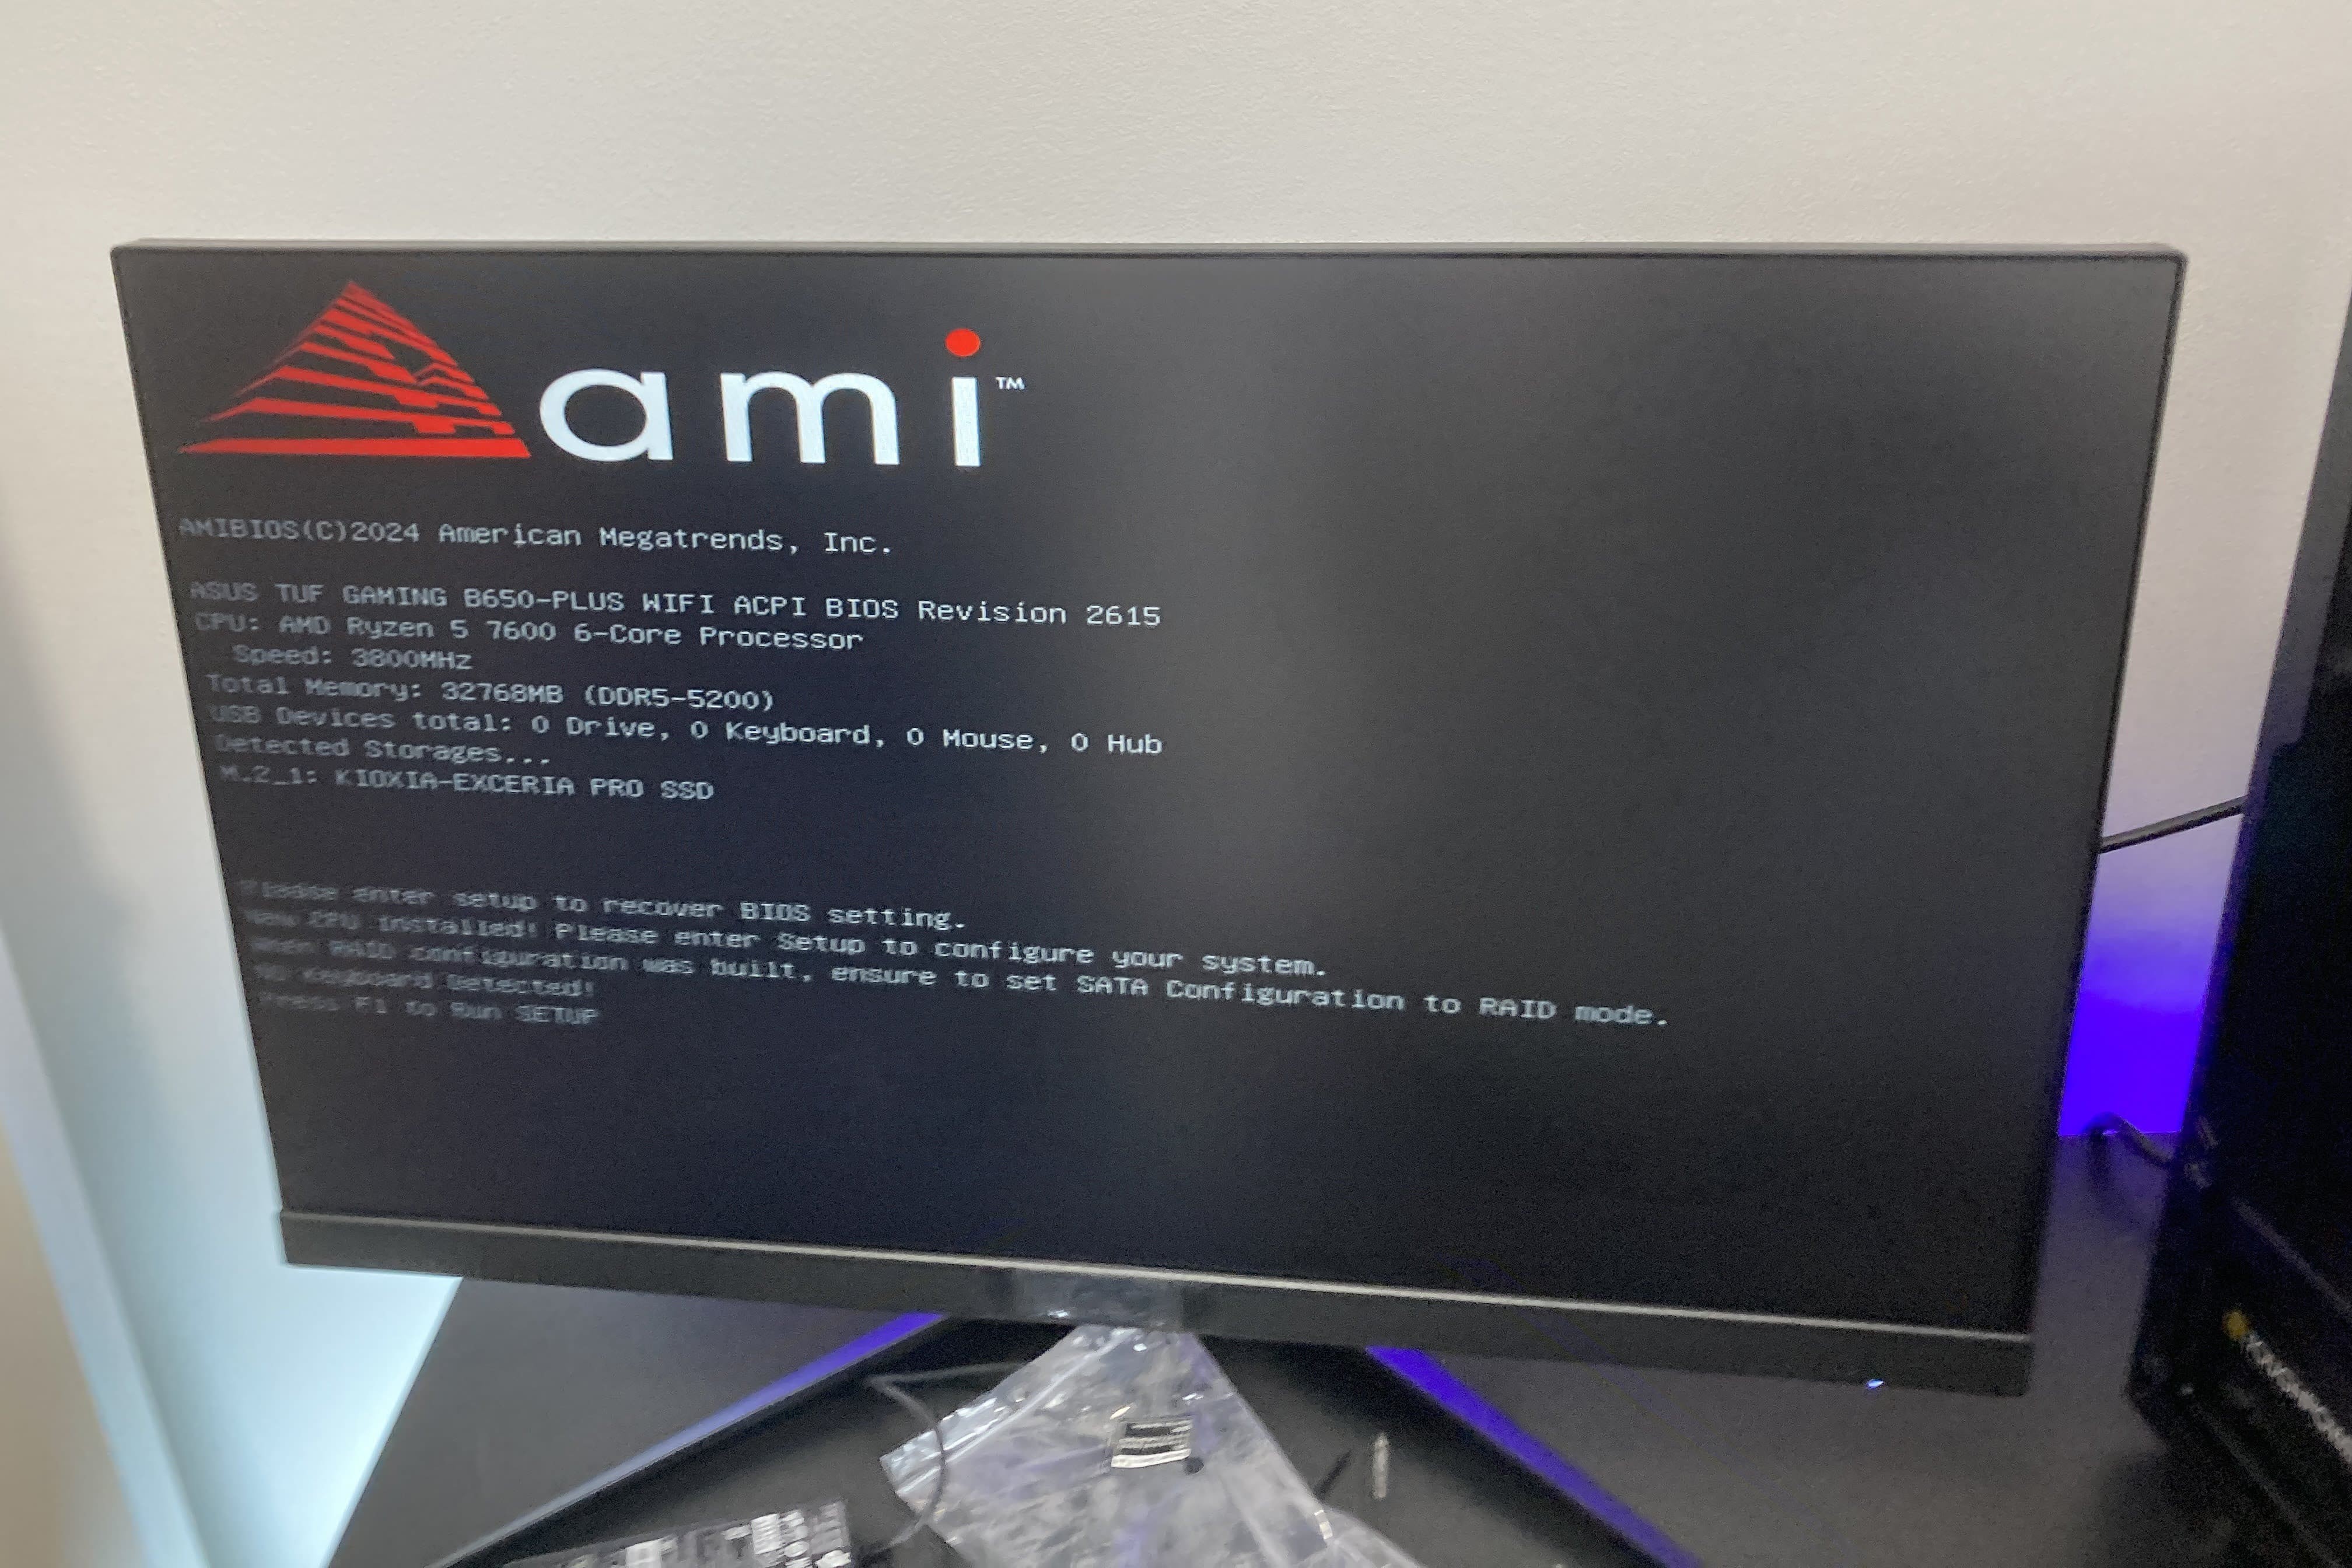 ami™
AMIBIOS(C)2024 American Megatrends, Inc.
ASUS TUF GAMING B650-PLUS WIFI ACPI BIOS Revision 2615
CPU: AMD Ryzen 5 7600 6-Core Processor
Speed: 3800MHz
Total Memory: 32768MB (DDR5-5200)
USB Devices total: 0 Drive, 0 Keyboard, 0 Mouse, 0 Hub
Detected Storages...
M.2_1: KIOXIA-EXCERIA PRO SSD
Please enter setup to recover BIOS setting.
New CPU installed! Please enter Setup to configure your system.
When RAID configuration was built, ensure to set SATA Configuration to RAID mode.
No Keyboard Detected!
Press F1 to Run SETUP